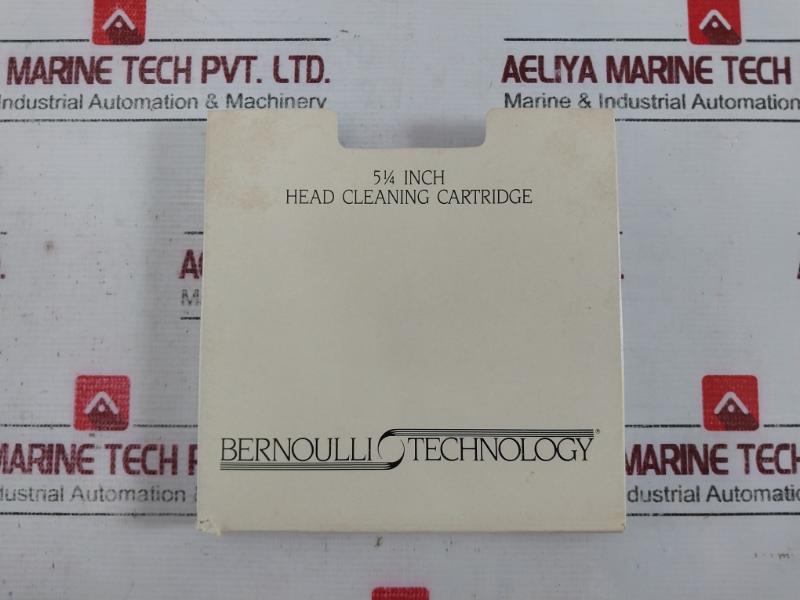 MARINE TECH PVT. LTD.
Industrial Automation & Machinery
AELIYA MARINE TECH
Marine & Industrial Automation
5¼ INCH
HEAD CLEANING CARTRIDGE
BERNOULLI TECHNOLOGY®
MARINE TECH
MARINE TECH
dustrial Automation &
dustrial Automatio